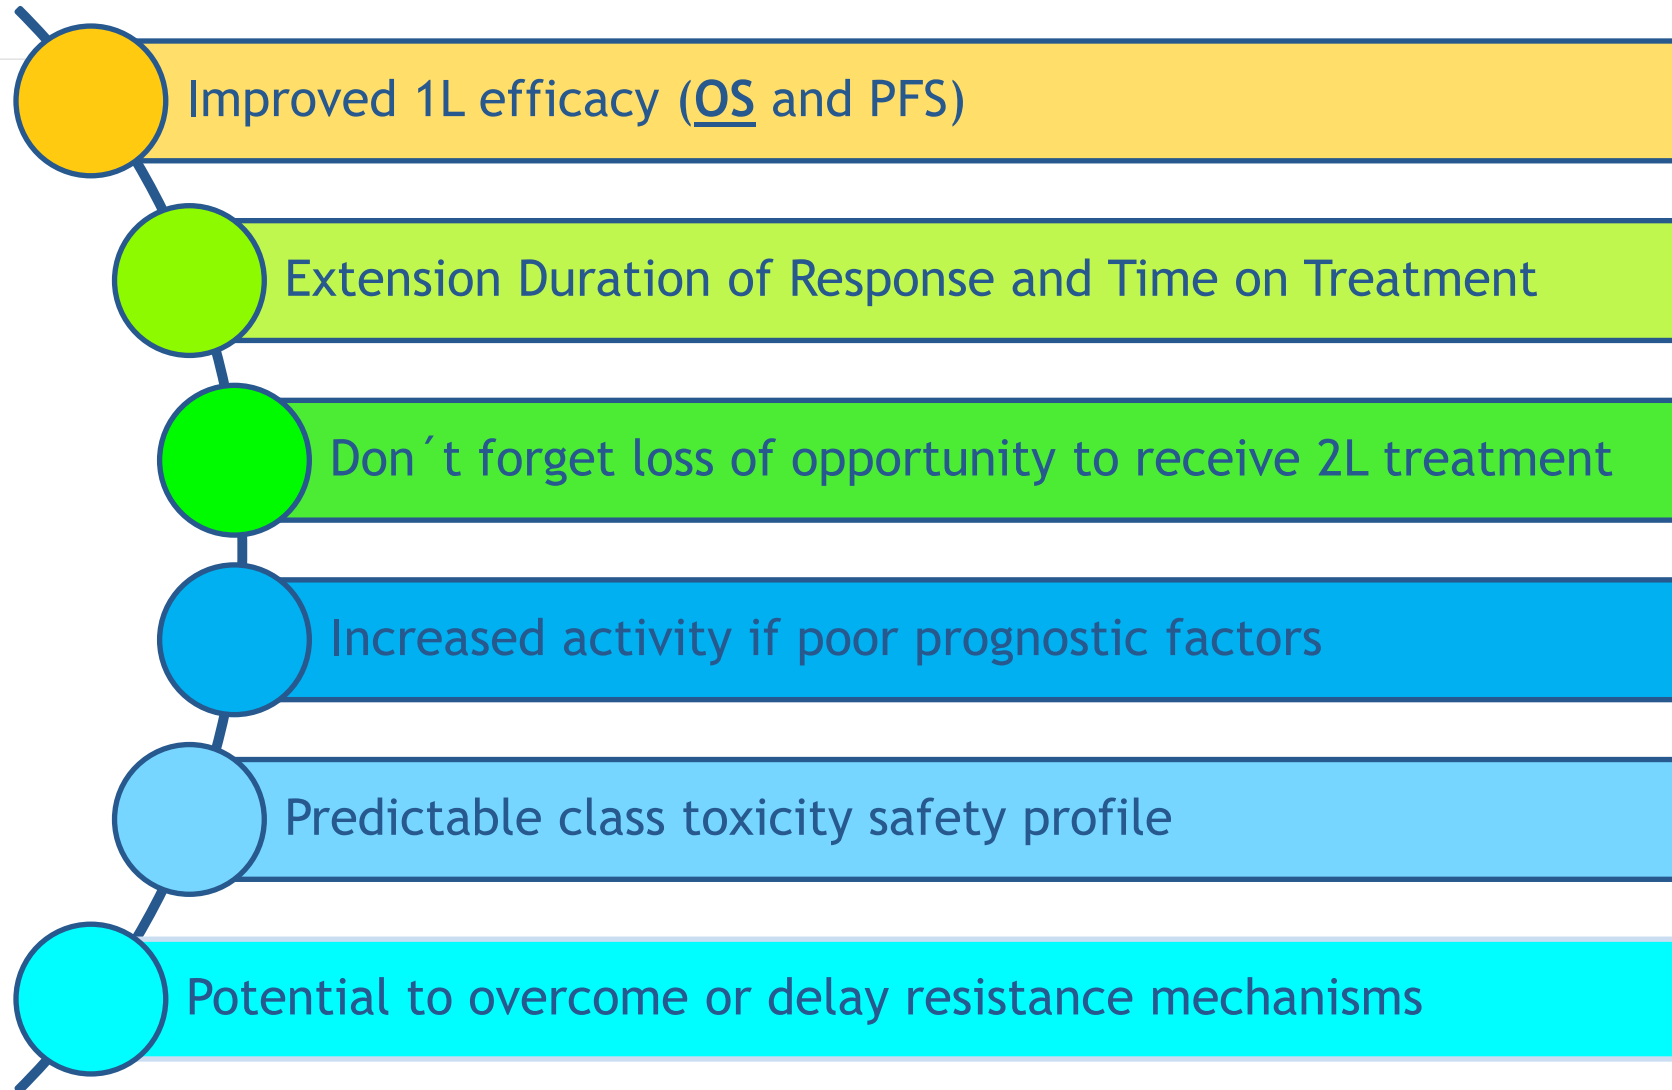 Improved 1L efficacy (OS and PFS)
Extension Duration of Response and Time on Treatment
Don´t forget loss of opportunity to receive 2L treatment
Increased activity if poor prognostic factors
Predictable class toxicity safety profile
Potential to overcome or delay resistance mechanisms